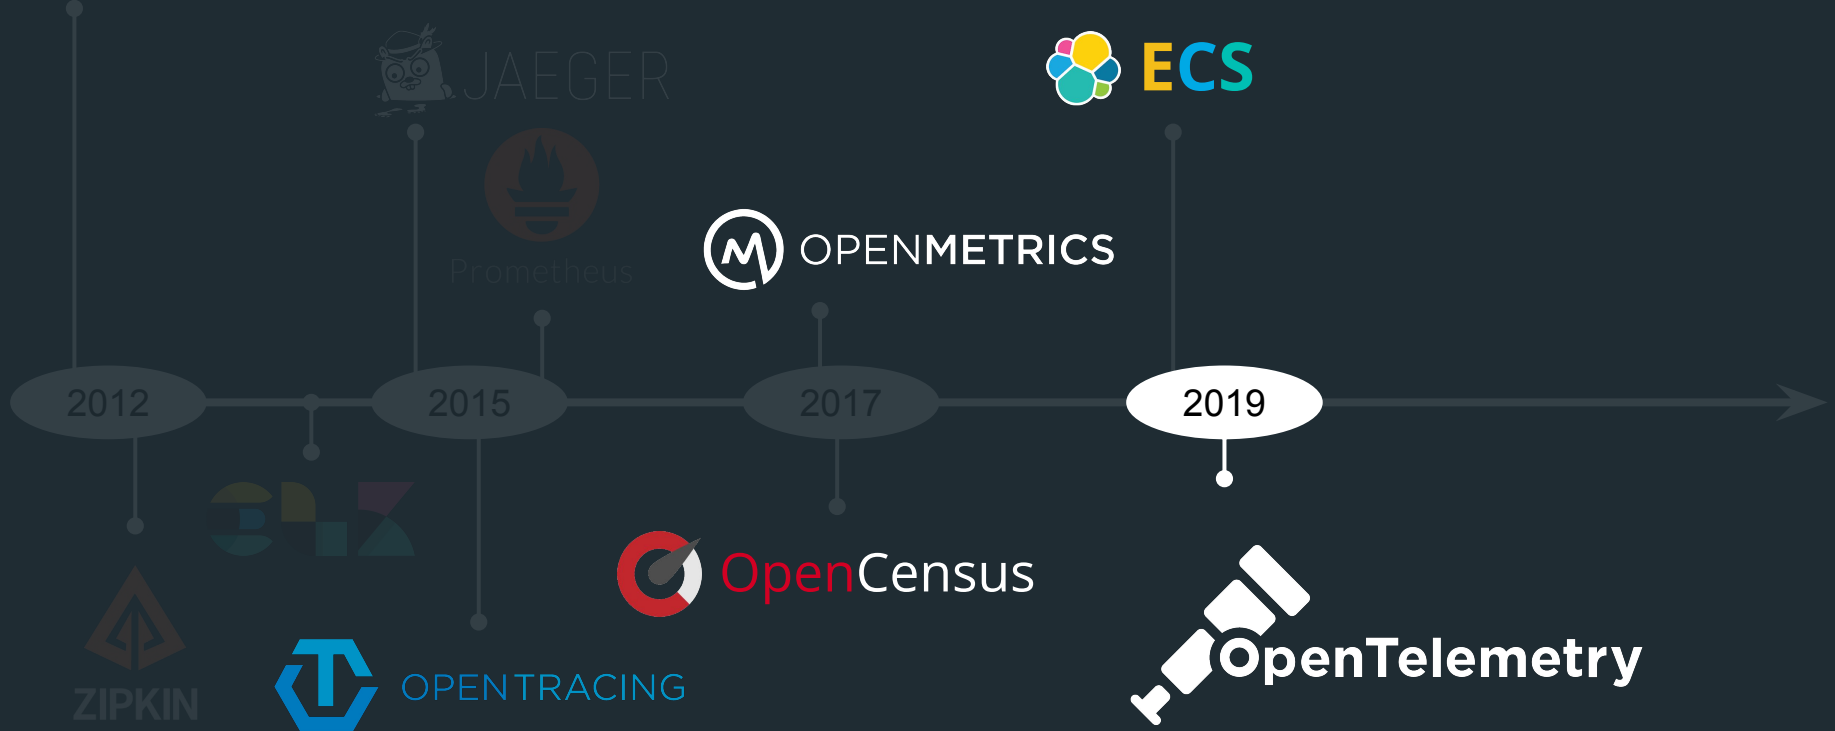 JAEGER
ECS
Prometheus
OPENMETRICS
2012
2015
2017
2019
ZIPKIN
OPENTRACING
OpenCensus
OpenTelemetry